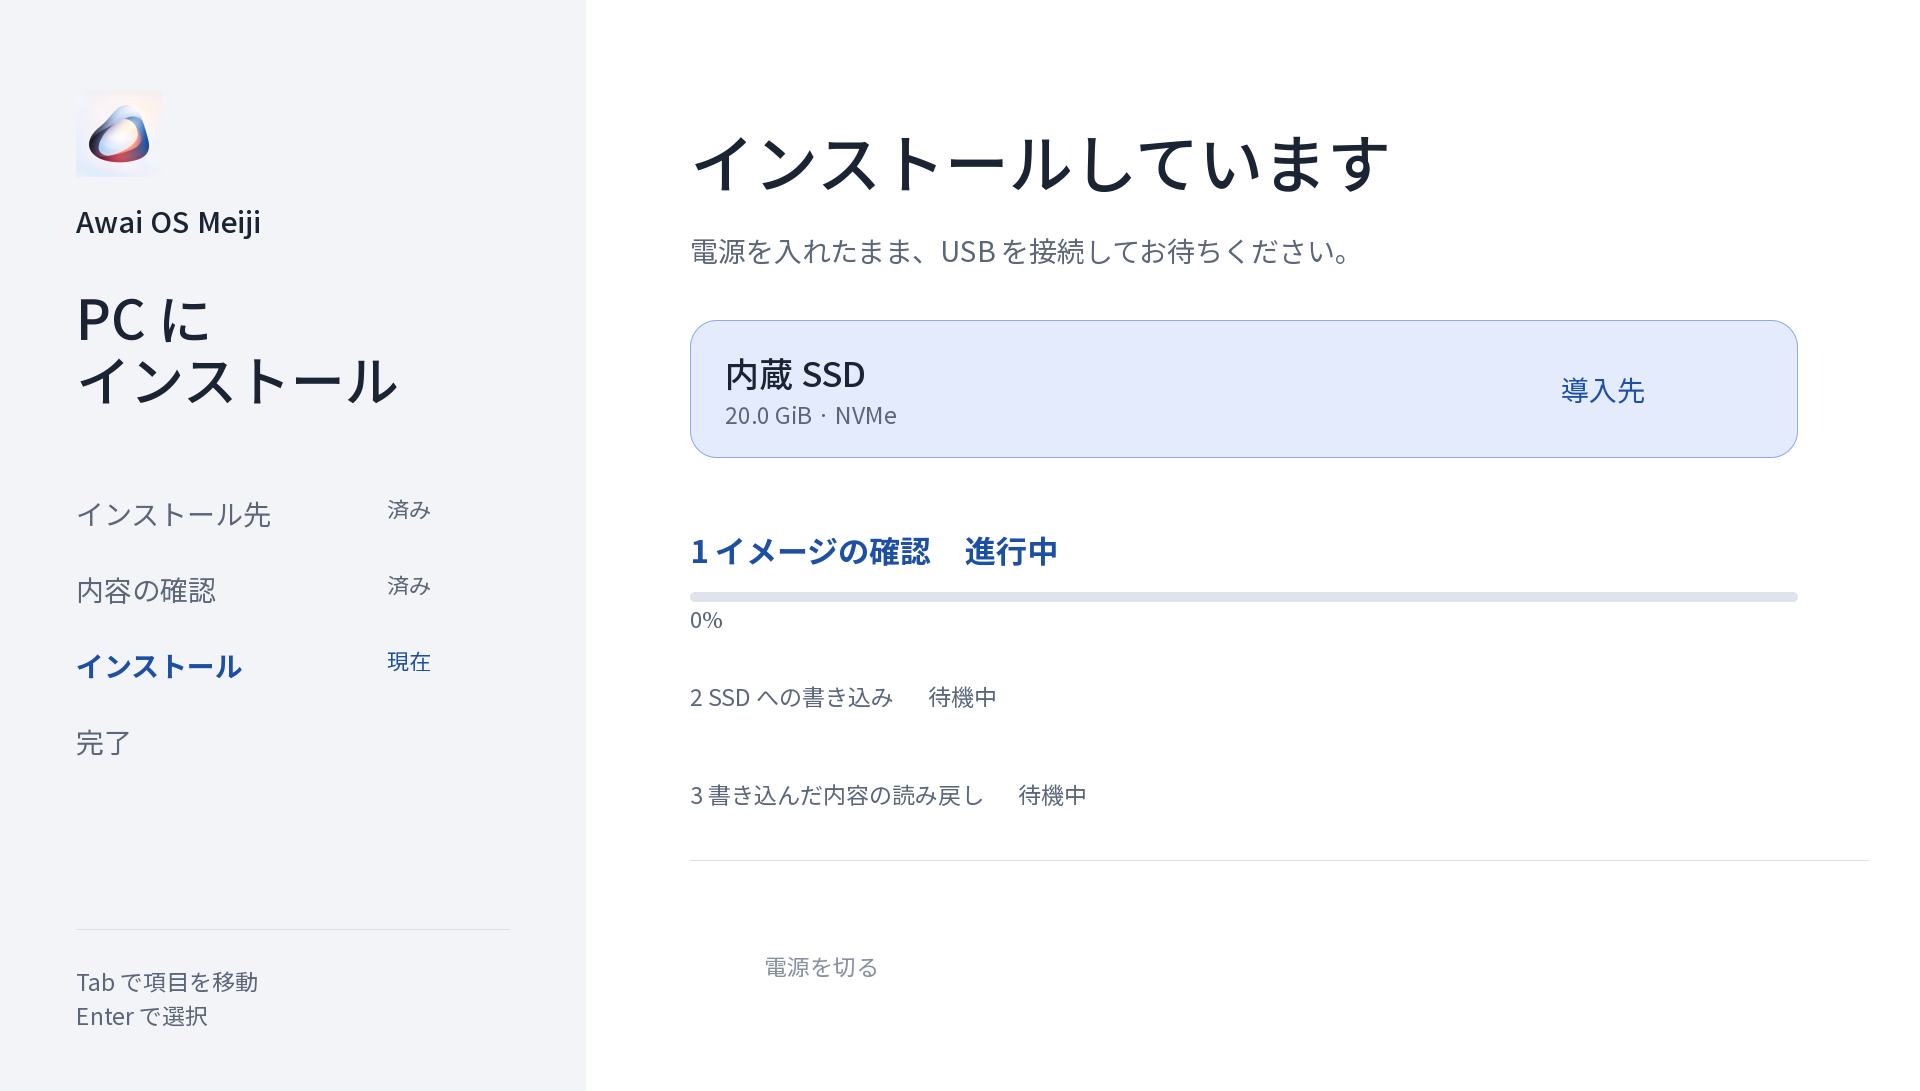 Awai OS Meiji
PC に
インストール
インストール先 済み
内容の確認 済み
インストール 現在
完了
Tab で項目を移動
Enter で選択
インストールしています
電源を入れたまま、USB を接続してお待ちください。
内蔵 SSD
20.0 GiB · NVMe
導入先
1 イメージの確認 進行中
0%
2 SSD への書き込み 待機中
3 書き込んだ内容の読み戻し 待機中
電源を切る